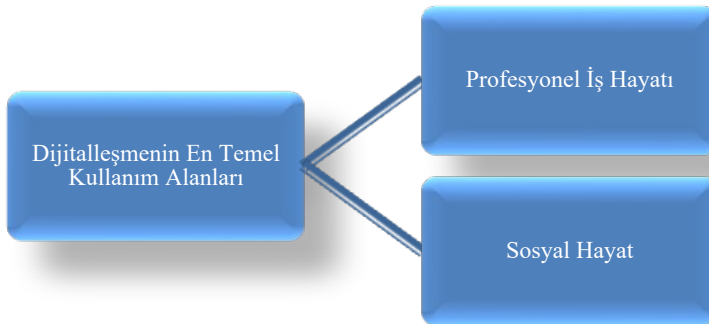 Dijitalleşmenin En Temel
Kullanım Alanları
Profesyonel İş Hayatı
Sosyal Hayat